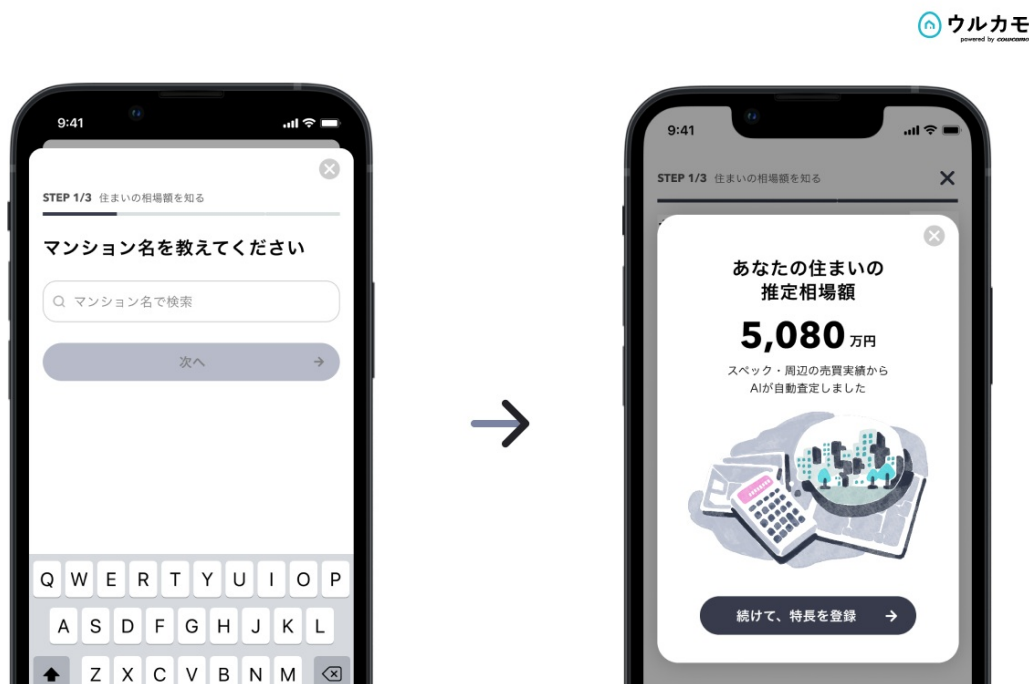 ウルカモ
powered by cowcamo
9:41
STEP 1/3 住まいの相場額を知る
マンション名を教えてください
マンション名で検索
次へ
Q W E R T Y U I O P
A S D F G H J K L
Z X C V B N M
9:41
STEP 1/3 住まいの相場額を知る
あなたの住まいの
推定相場額
5,080 万円
スペック・周辺の売買実績から
AIが自動査定しました
続けて、特長を登録